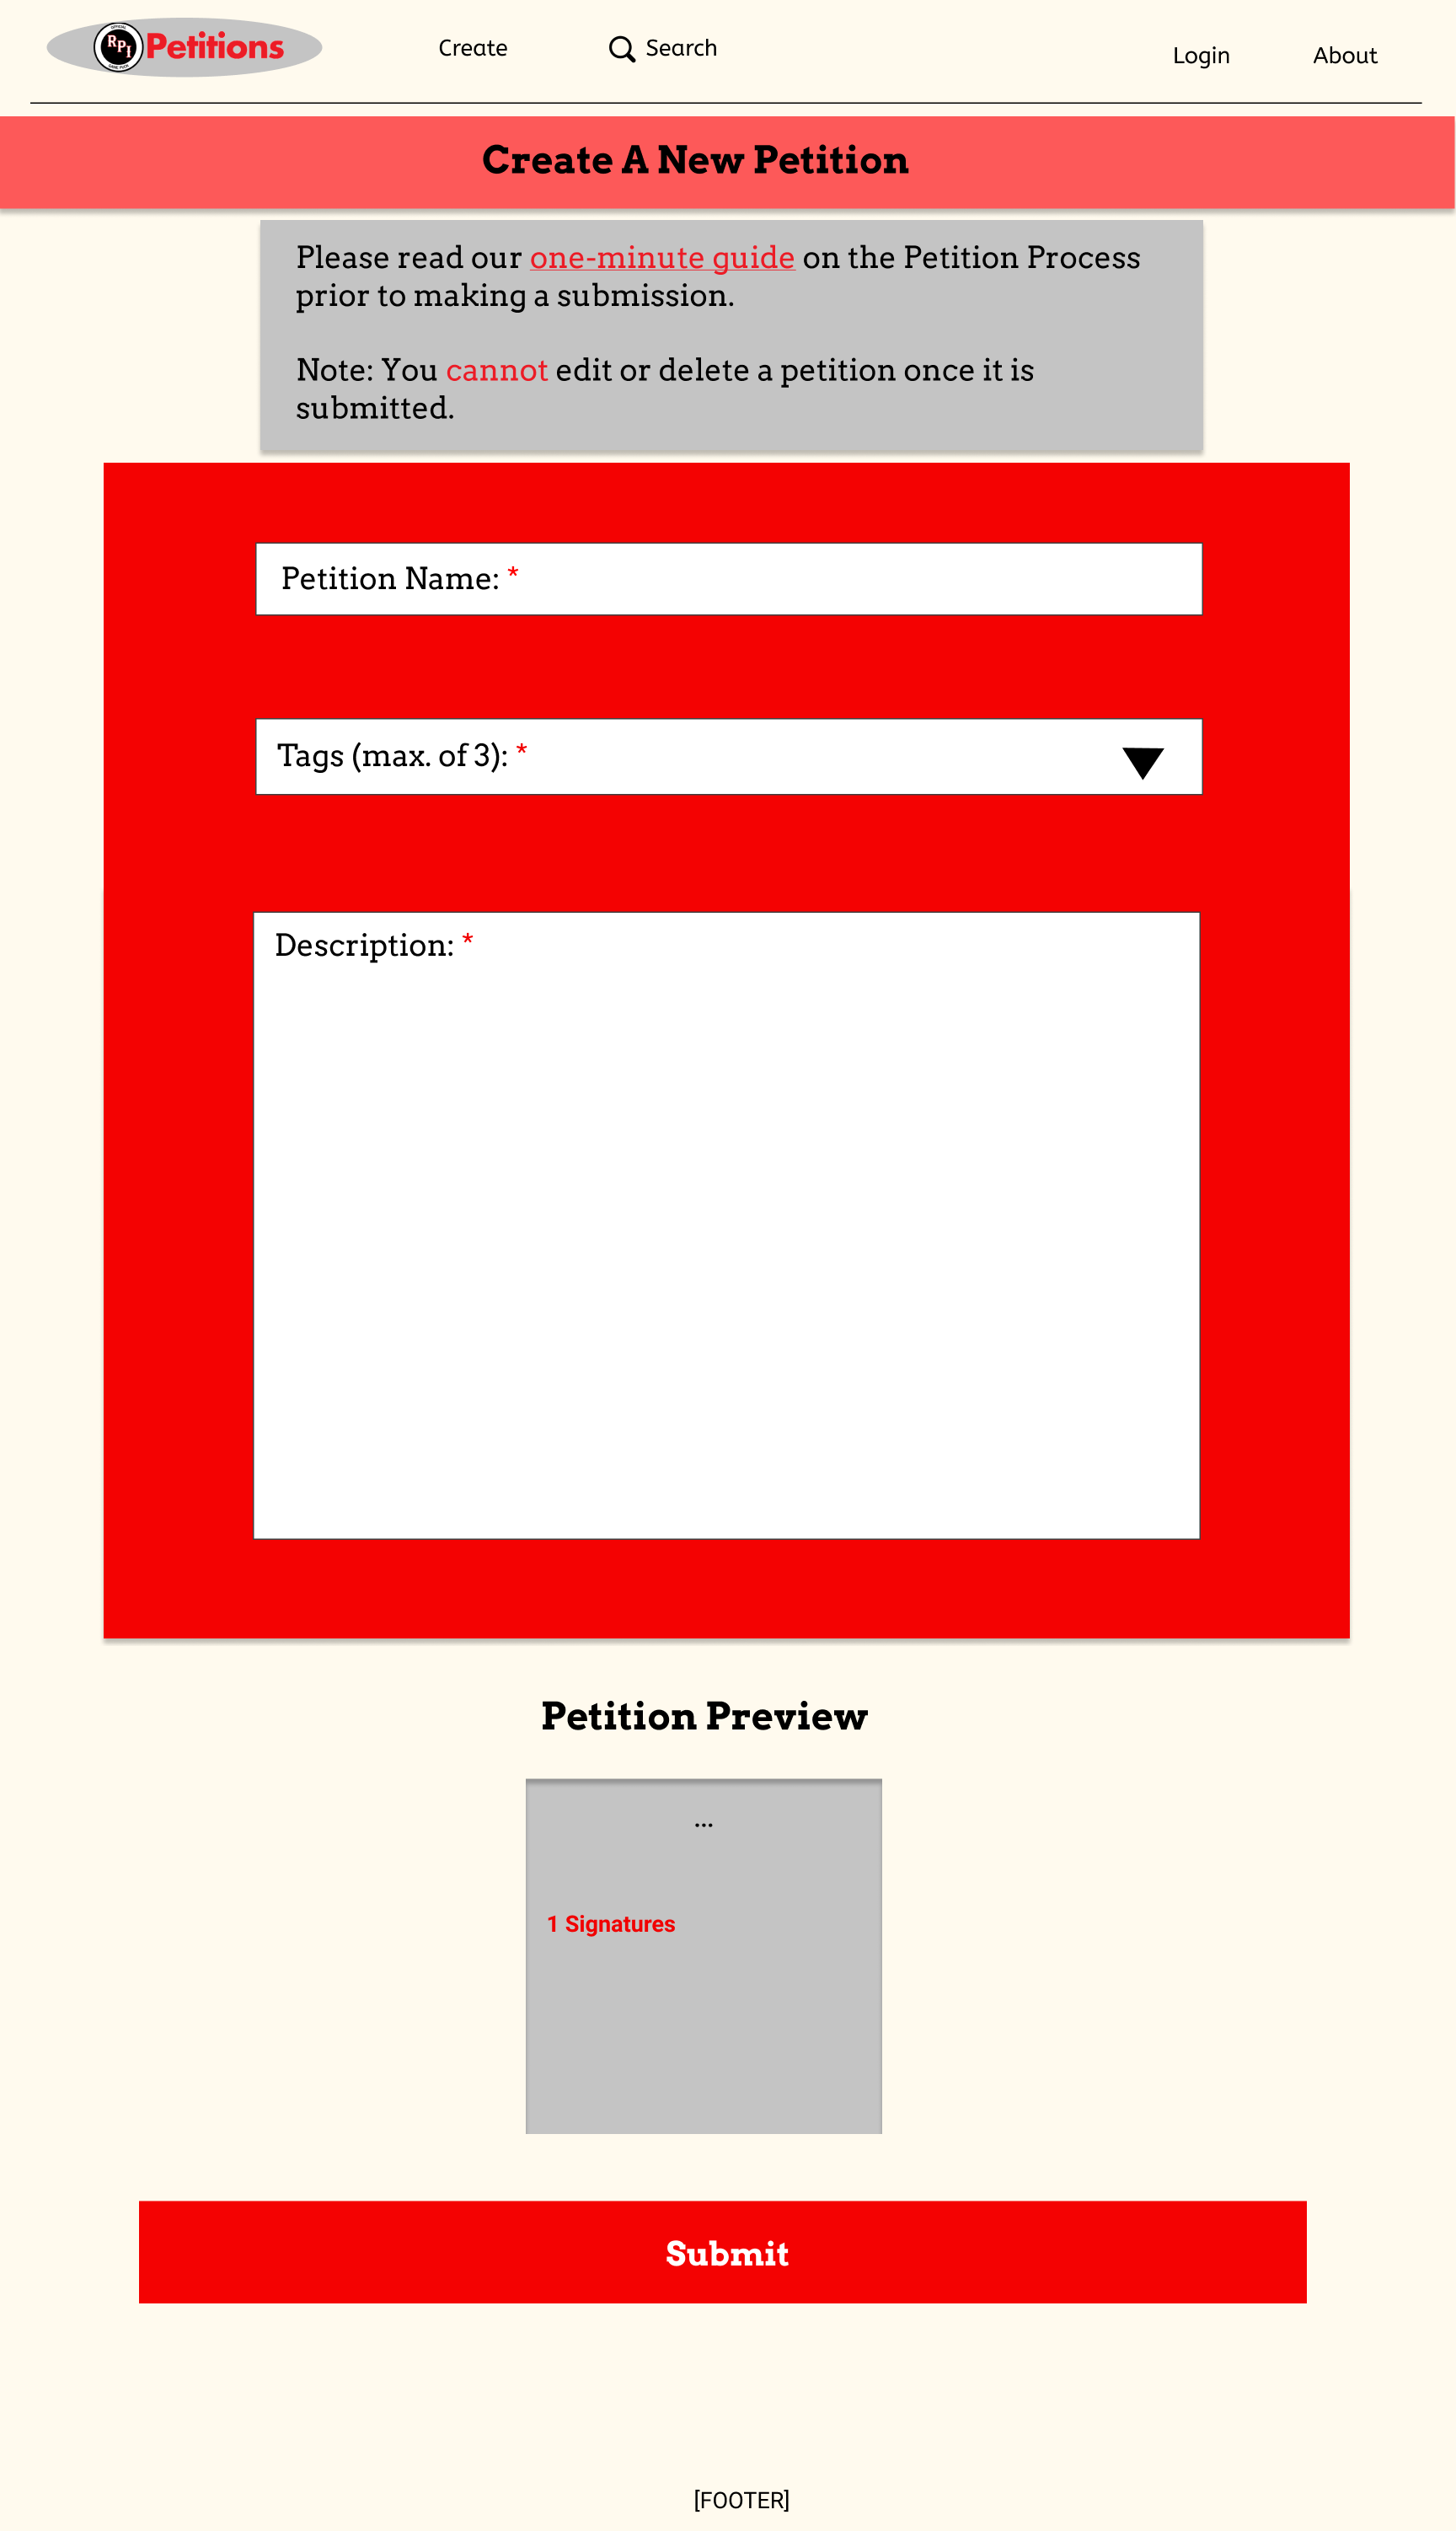 RPI Petitions
Create
Search
Login
About
Create A New Petition
Please read our one-minute guide on the Petition Process
prior to making a submission.
Note: You cannot edit or delete a petition once it is
submitted.
Petition Name: *
Tags (max. of 3): *
Description: *
Petition Preview
...
1 Signatures
Submit
[FOOTER]